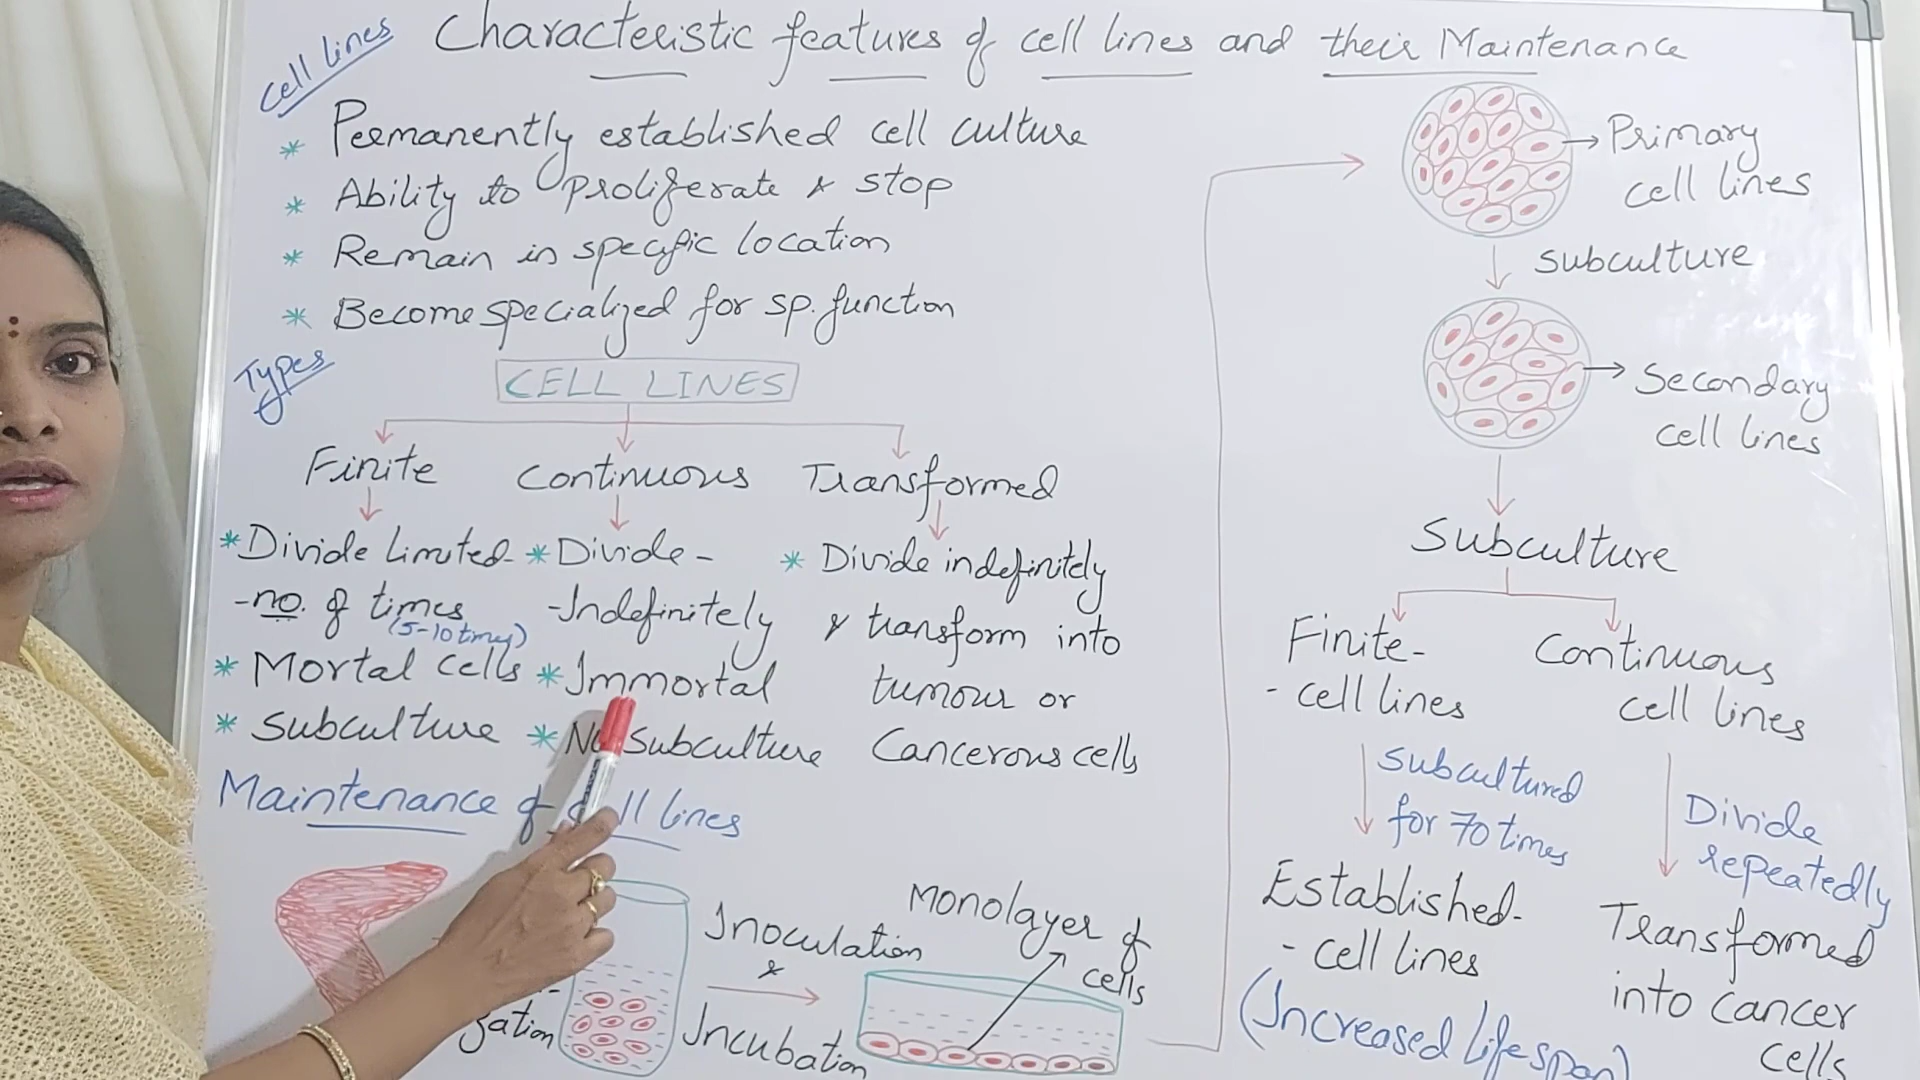 Characteristic features of cell lines and their Maintenance
Cell lines
* Permanently established cell culture
* Ability to proliferate & stop
* Remain in specific location
* Become specialized for sp. function
Types
CELL LINES
Finite
* Divide Limited-
-no. of times
(5-10 times)
* Mortal cells
* Subculture
Continuous
* Divide-
-Indefinitely
* Immortal
* No subculture
Transformed
* Divide indefinitely
& transform into
tumour or
Cancerous cells
Maintenance of cell lines
Inoculation
&
Incubation
Monolayer of
cells
Primary
cell lines
subculture
Secondary
cell lines
Subculture
Finite-
- cell lines
Subcultured
for 70 times
Established-
- cell lines
(Increased life span)
Continuous
cell lines
Divide
repeatedly
Transformed
into cancer
cells